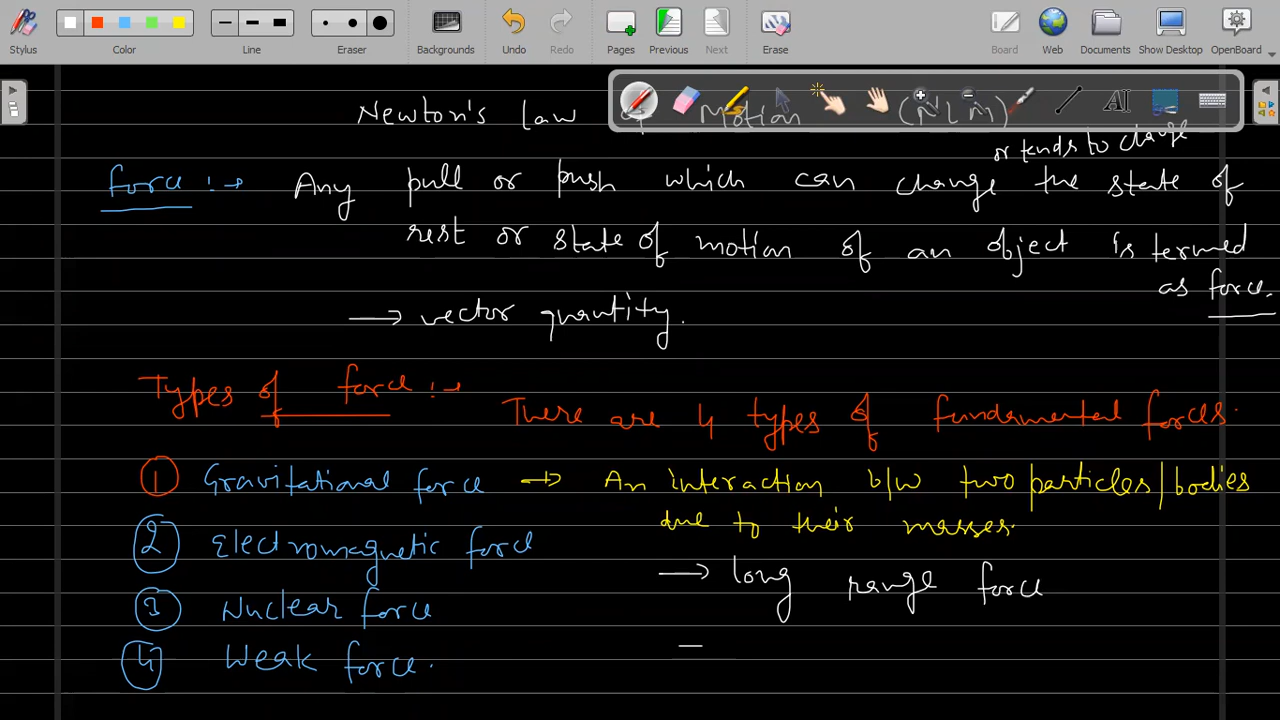 Stylus Color Line Eraser Backgrounds Undo Redo Pages Previous Next Erase Board Web Documents Show Desktop OpenBoard
Newton's law of Motion (NLM)
or tends to change
force :→ Any pull or push which can change the state of
rest or state of motion of an object is termed
as force.
→ vector quantity.
Types of force :→
There are 4 types of fundamental forces.
① Gravitational force → An interaction b/w two particles/bodies
due to their masses.
② Electromagnetic force
→ long range force
③ Nuclear force
④ Weak force.